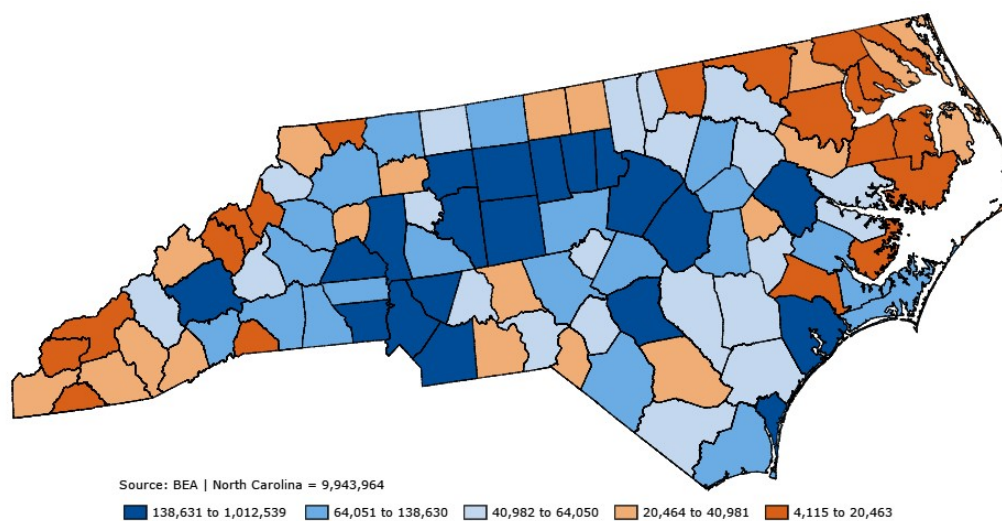 Source: BEA | North Carolina = 9,943,964
138,631 to 1,012,539 64,051 to 138,630 40,982 to 64,050 20,464 to 40,981 4,115 to 20,463